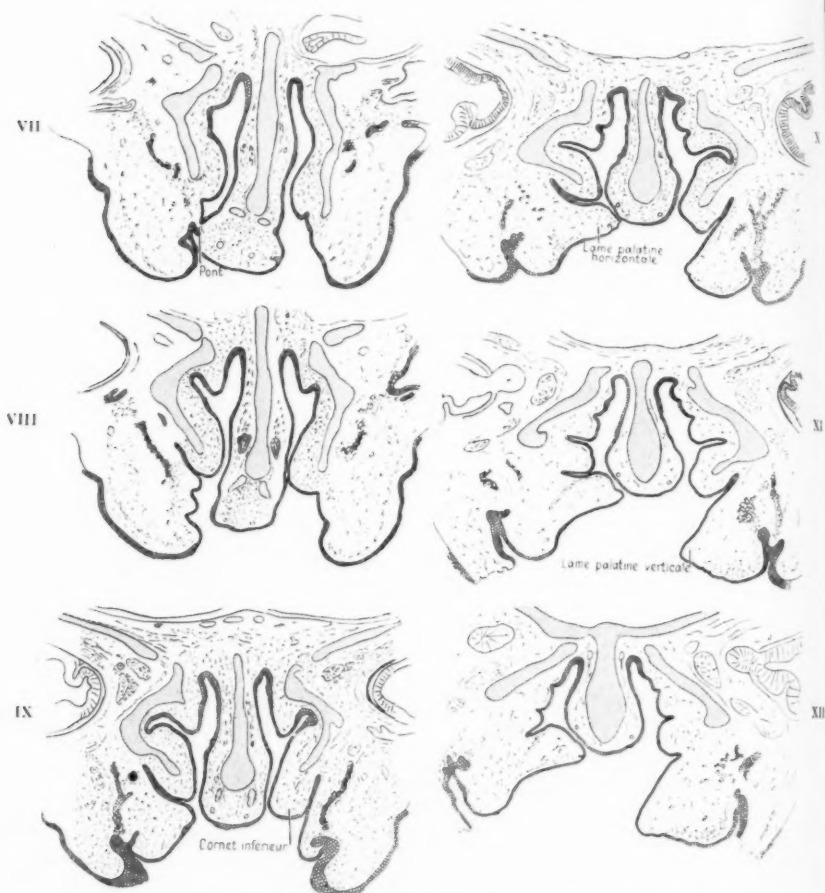 VII
X
Pont
Lame palatine
horizontale
VIII
XI
Lame palatine verticale
IX
Cornet inférieur
XII